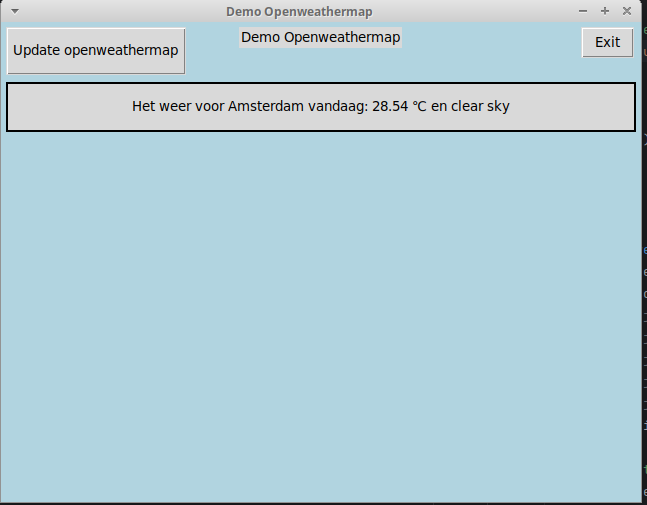 Demo Openweathermap
Update openweathermap
Demo Openweathermap
Exit
Het weer voor Amsterdam vandaag: 28.54 ℃ en clear sky